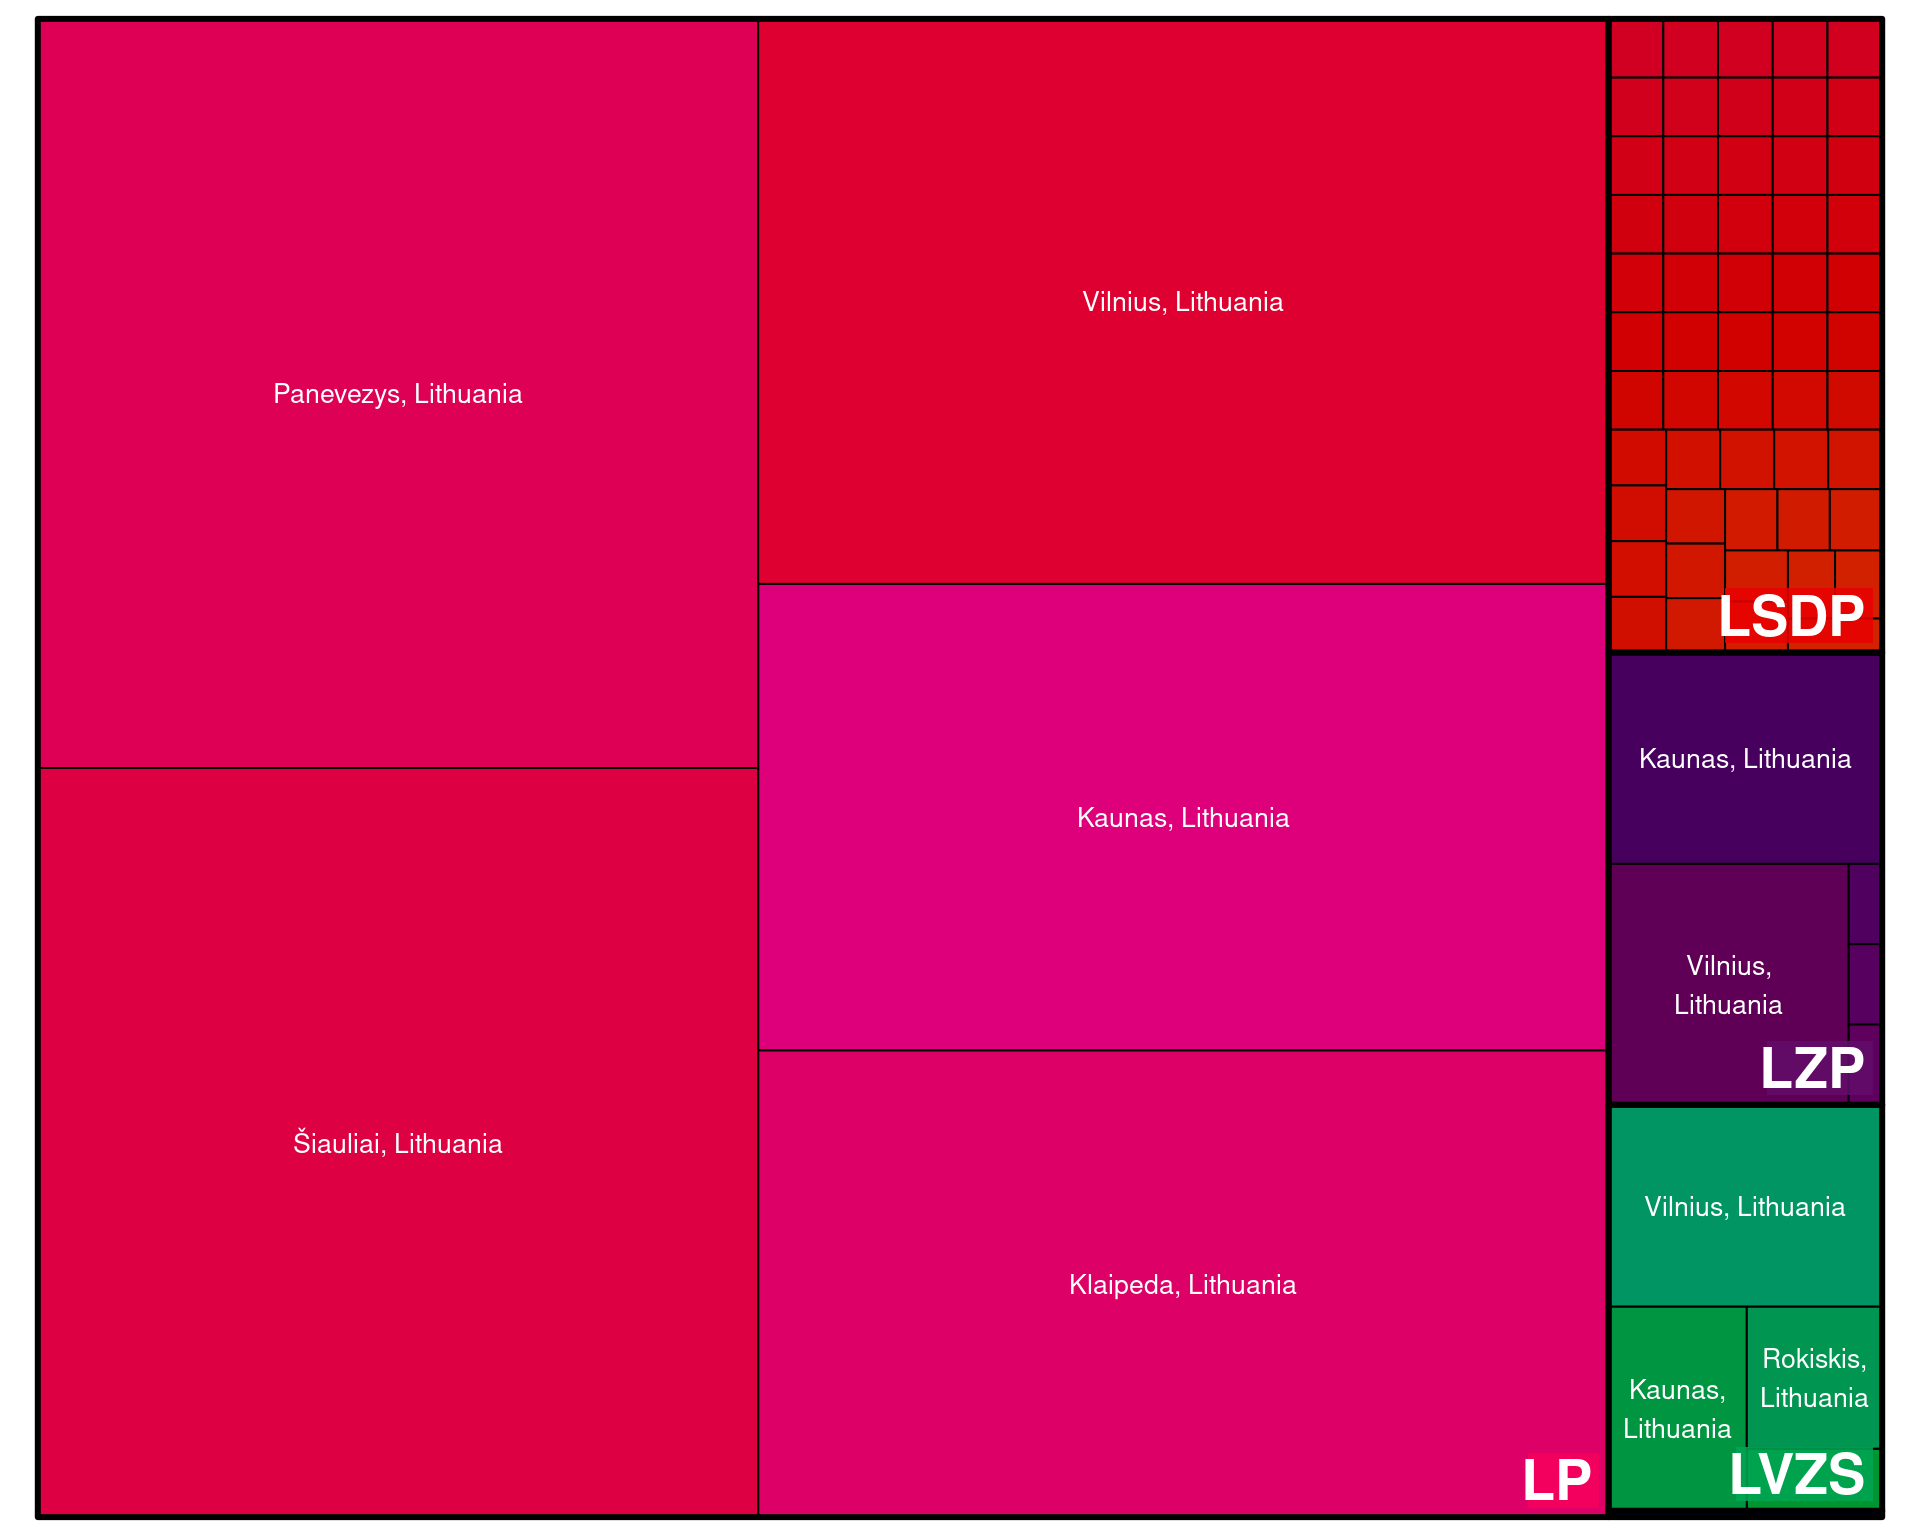 Panevezys, Lithuania
Šiauliai, Lithuania
Vilnius, Lithuania
Kaunas, Lithuania
Klaipeda, Lithuania
LP
LSDP
Kaunas, Lithuania
Vilnius,
Lithuania
LZP
Vilnius, Lithuania
Kaunas,
Lithuania
Rokiskis,
Lithuania
LVZS